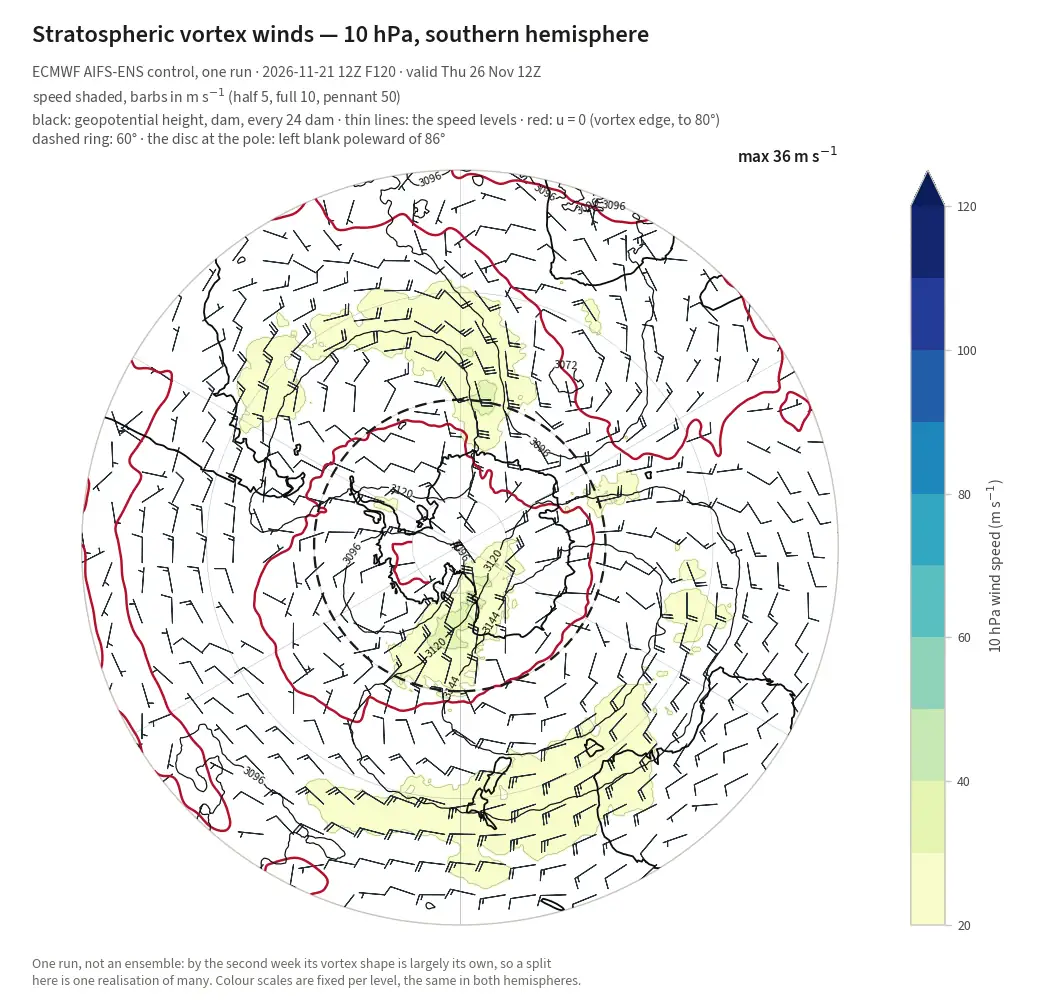 Stratospheric vortex winds — 10 hPa, southern hemisphere
ECMWF AIFS-ENS control, one run · 2026-11-21 12Z F120 · valid Thu 26 Nov 12Z
speed shaded, barbs in m s⁻¹ (half 5, full 10, pennant 50)
black: geopotential height, dam, every 24 dam · thin lines: the speed levels · red: u = 0 (vortex edge, to 80°)
dashed ring: 60° · the disc at the pole: left blank poleward of 86°
max 36 m s⁻¹
3096
3096
3096
3072
3120
3096
3096
3120
3144
3120
3144
3096
120
100
80
60
40
20
10 hPa wind speed (m s⁻¹)
One run, not an ensemble: by the second week its vortex shape is largely its own, so a split
here is one realisation of many. Colour scales are fixed per level, the same in both hemispheres.